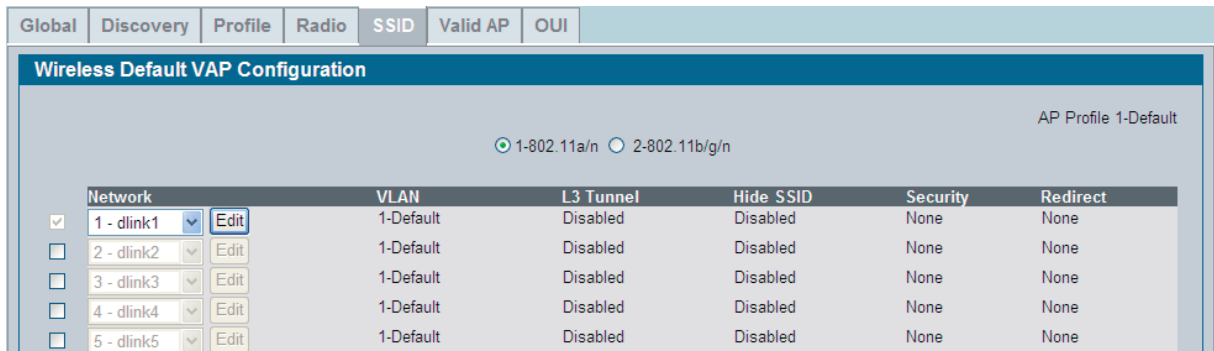 Global Discovery Profile Radio SSID Valid AP OUI
Wireless Default VAP Configuration
AP Profile 1-Default
1-802.11a/n 2-802.11b/g/n
Network VLAN L3 Tunnel Hide SSID Security Redirect
1 - dlink1 Edit 1-Default Disabled Disabled None None
2 - dlink2 Edit 1-Default Disabled Disabled None None
3 - dlink3 Edit 1-Default Disabled Disabled None None
4 - dlink4 Edit 1-Default Disabled Disabled None None
5 - dlink5 Edit 1-Default Disabled Disabled None None